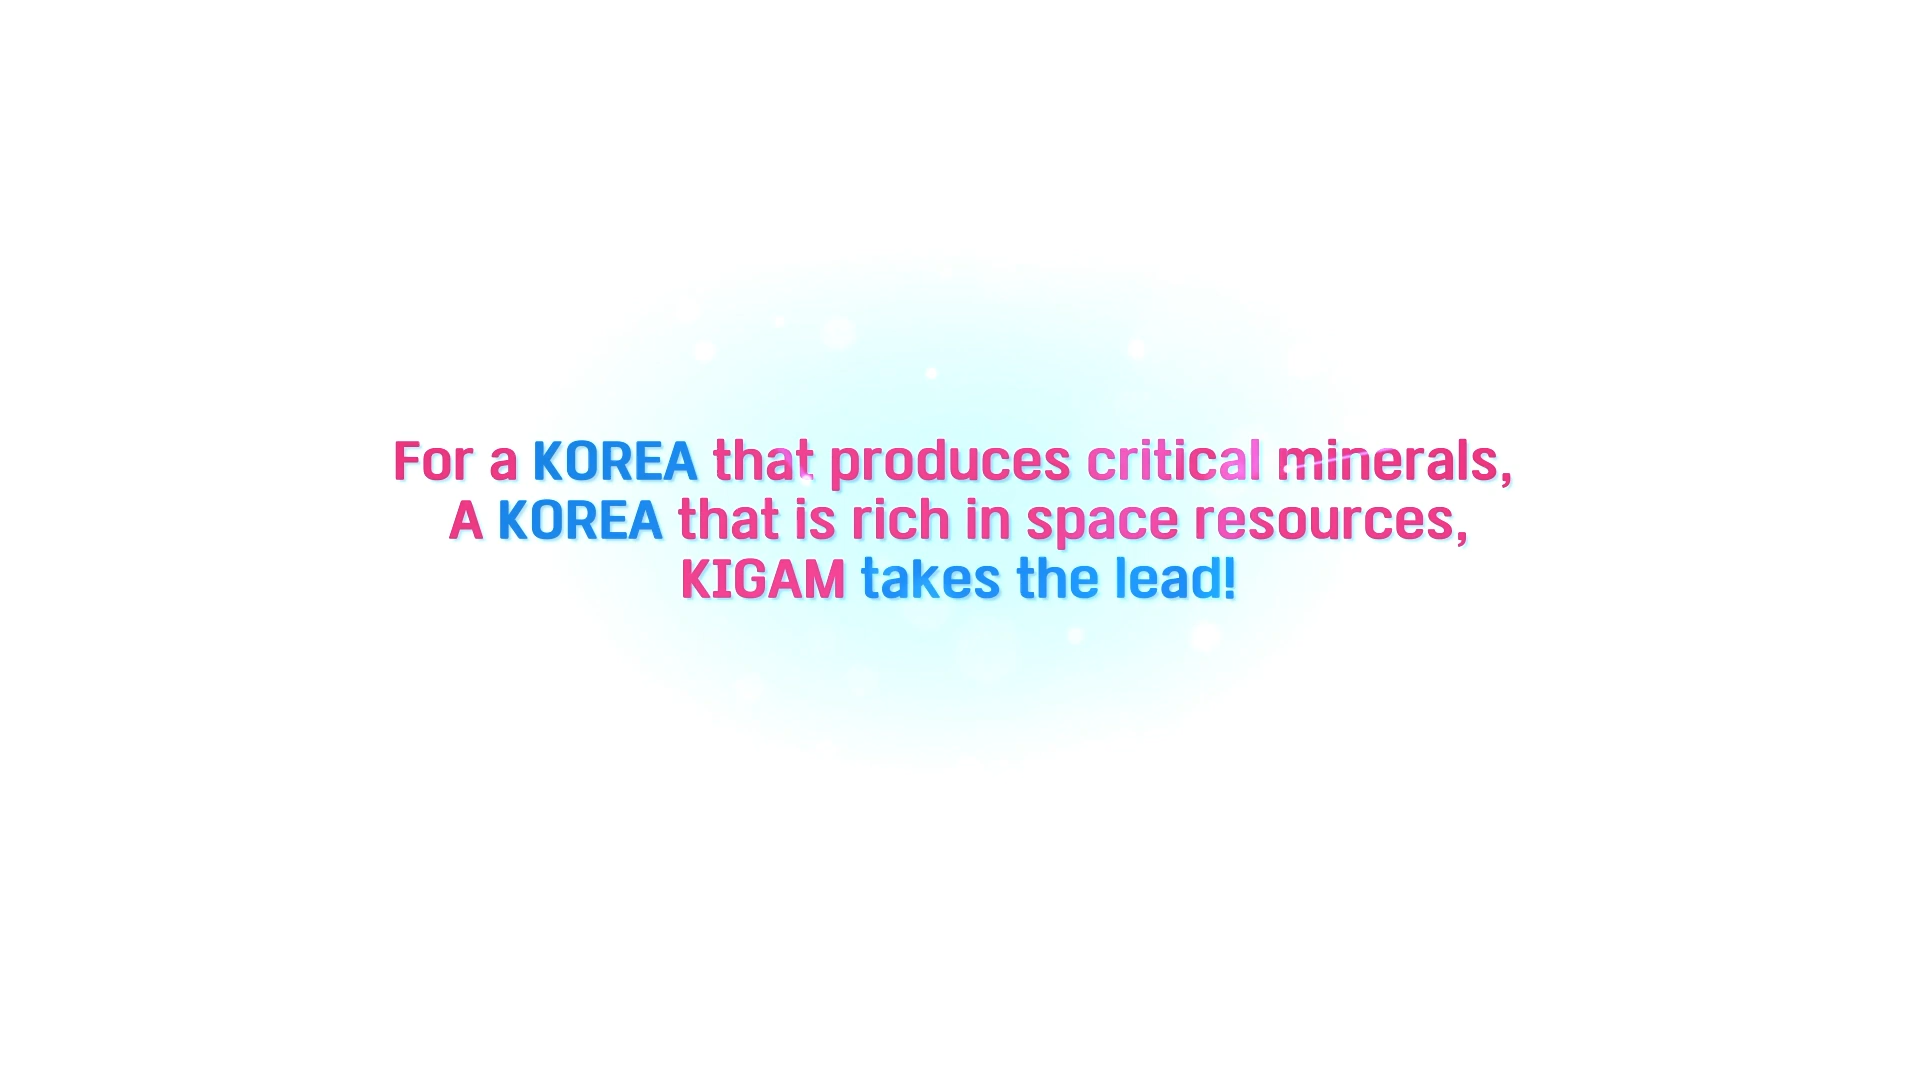 For a KOREA that produces critical minerals,
A KOREA that is rich in space resources,
KIGAM takes the lead!